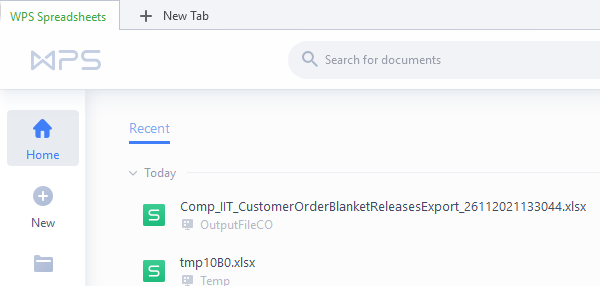 WPS Spreadsheets
New Tab
WPS
Search for documents
Home
New
Recent
Today
Comp_IIT_CustomerOrderBlanketReleasesExport_26112021133044.xlsx
OutputFileCO
tmp10B0.xlsx
Temp